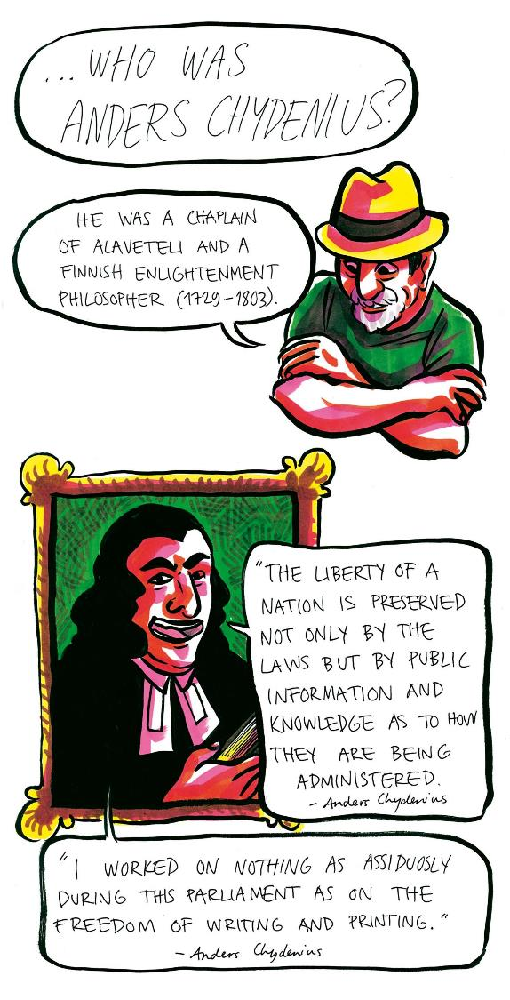 ...WHO WAS
ANDERS CHYDENIUS?
HE WAS A CHAPLAIN
OF ALAVETELI AND A
FINNISH ENLIGHTENMENT
PHILOSOPHER (1729-1803).
"THE LIBERTY OF A
NATION IS PRESERVED
NOT ONLY BY THE
LAWS BUT BY PUBLIC
INFORMATION AND
KNOWLEDGE AS TO HOW
THEY ARE BEING
ADMINISTERED.
- Anders Chydenius
"I WORKED ON NOTHING AS ASSIDUOSLY
DURING THIS PARLIAMENT AS ON THE
FREEDOM OF WRITING AND PRINTING."
- Anders Chydenius